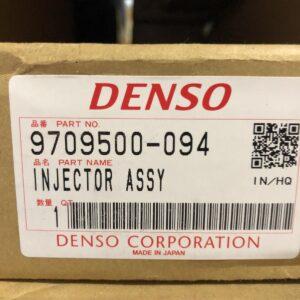 DENSO
品番 PART NO.
9709500-094
品名 PART NAME
INJECTOR ASSY
IN/HQ
数量 Q'T
1
DENSO CORPORATION
MADE IN JAPAN